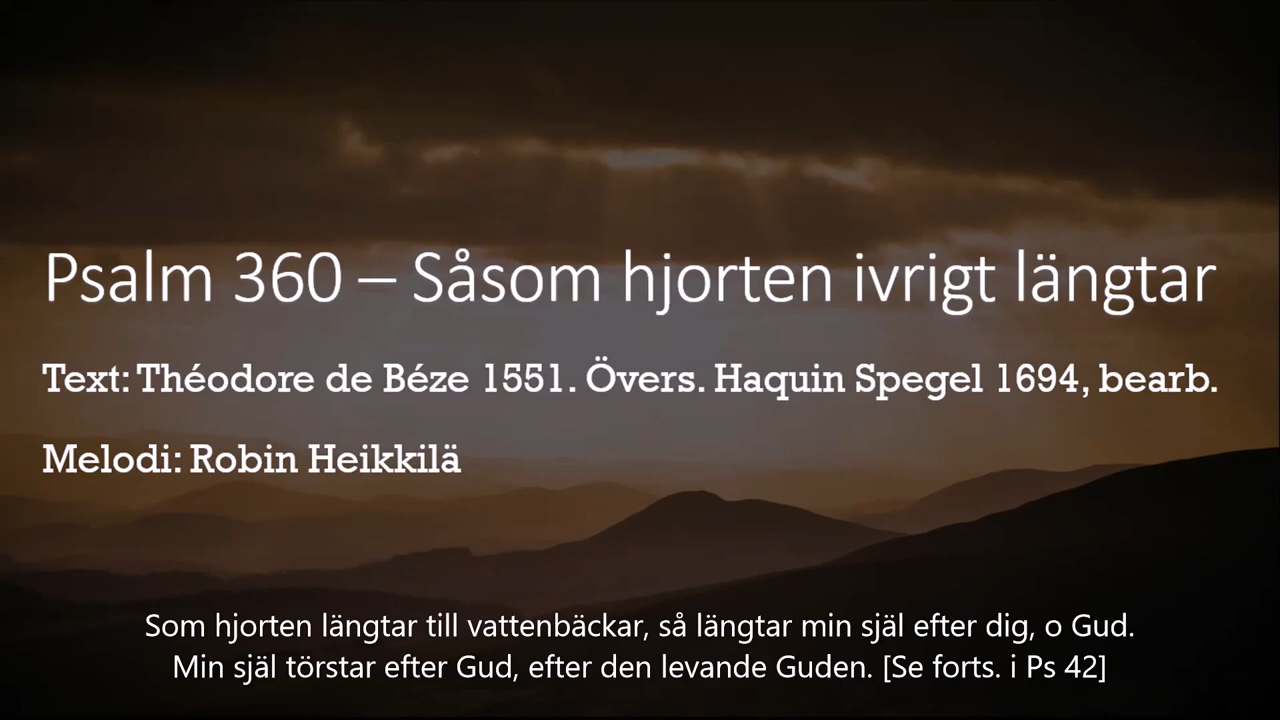 Psalm 360 – Såsom hjorten ivrigt längtar
Text: Théodore de Béze 1551. Övers. Haquin Spegel 1694, bearb.
Melodi: Robin Heikkilä
Som hjorten längtar till vattenbäckar, så längtar min själ efter dig, o Gud.
Min själ törstar efter Gud, efter den levande Guden. [Se forts. i Ps 42]